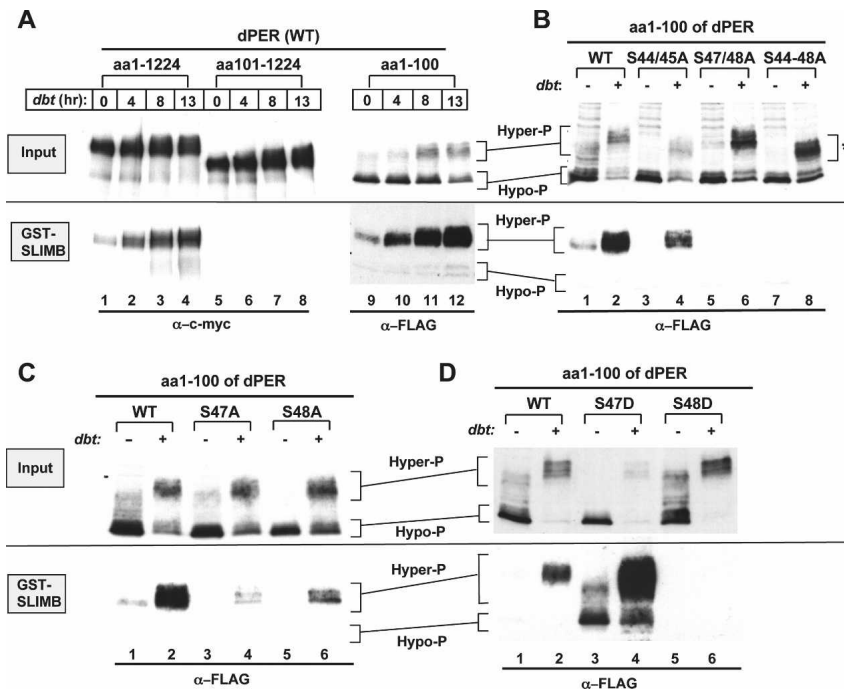 A
dPER (WT)
aa1-1224 aa101-1224 aa1-100
dbt (hr): 0 4 8 13 0 4 8 13 0 4 8 13
Input
Hyper-P
Hypo-P
GST-
SLIMB
Hyper-P
Hypo-P
1 2 3 4 5 6 7 8 9 10 11 12
α–c-myc α–FLAG
B
aa1-100 of dPER
WT S44/45A S47/48A S44-48A
dbt: - + - + - + - +
*
1 2 3 4 5 6 7 8
α–FLAG
C
aa1-100 of dPER
WT S47A S48A
dbt: - + - + - +
Input
Hyper-P
Hypo-P
GST-
SLIMB
Hyper-P
Hypo-P
1 2 3 4 5 6
α–FLAG
D
aa1-100 of dPER
WT S47D S48D
dbt: - + - + - +
1 2 3 4 5 6
α–FLAG